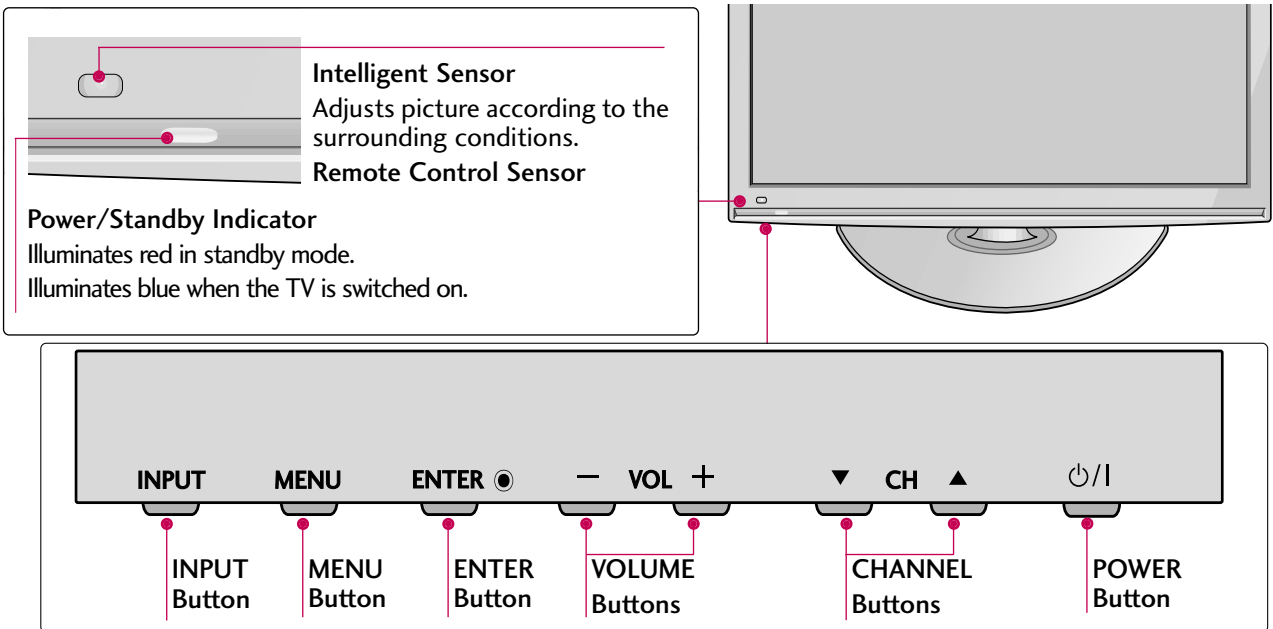 Intelligent Sensor
Adjusts picture according to the
surrounding conditions.
Remote Control Sensor
Power/Standby Indicator
Illuminates red in standby mode.
Illuminates blue when the TV is switched on.
INPUT MENU ENTER − VOL + ▼ CH ▲ ⏻/I
INPUT MENU ENTER VOLUME CHANNEL POWER
Button Button Button Buttons Buttons Button